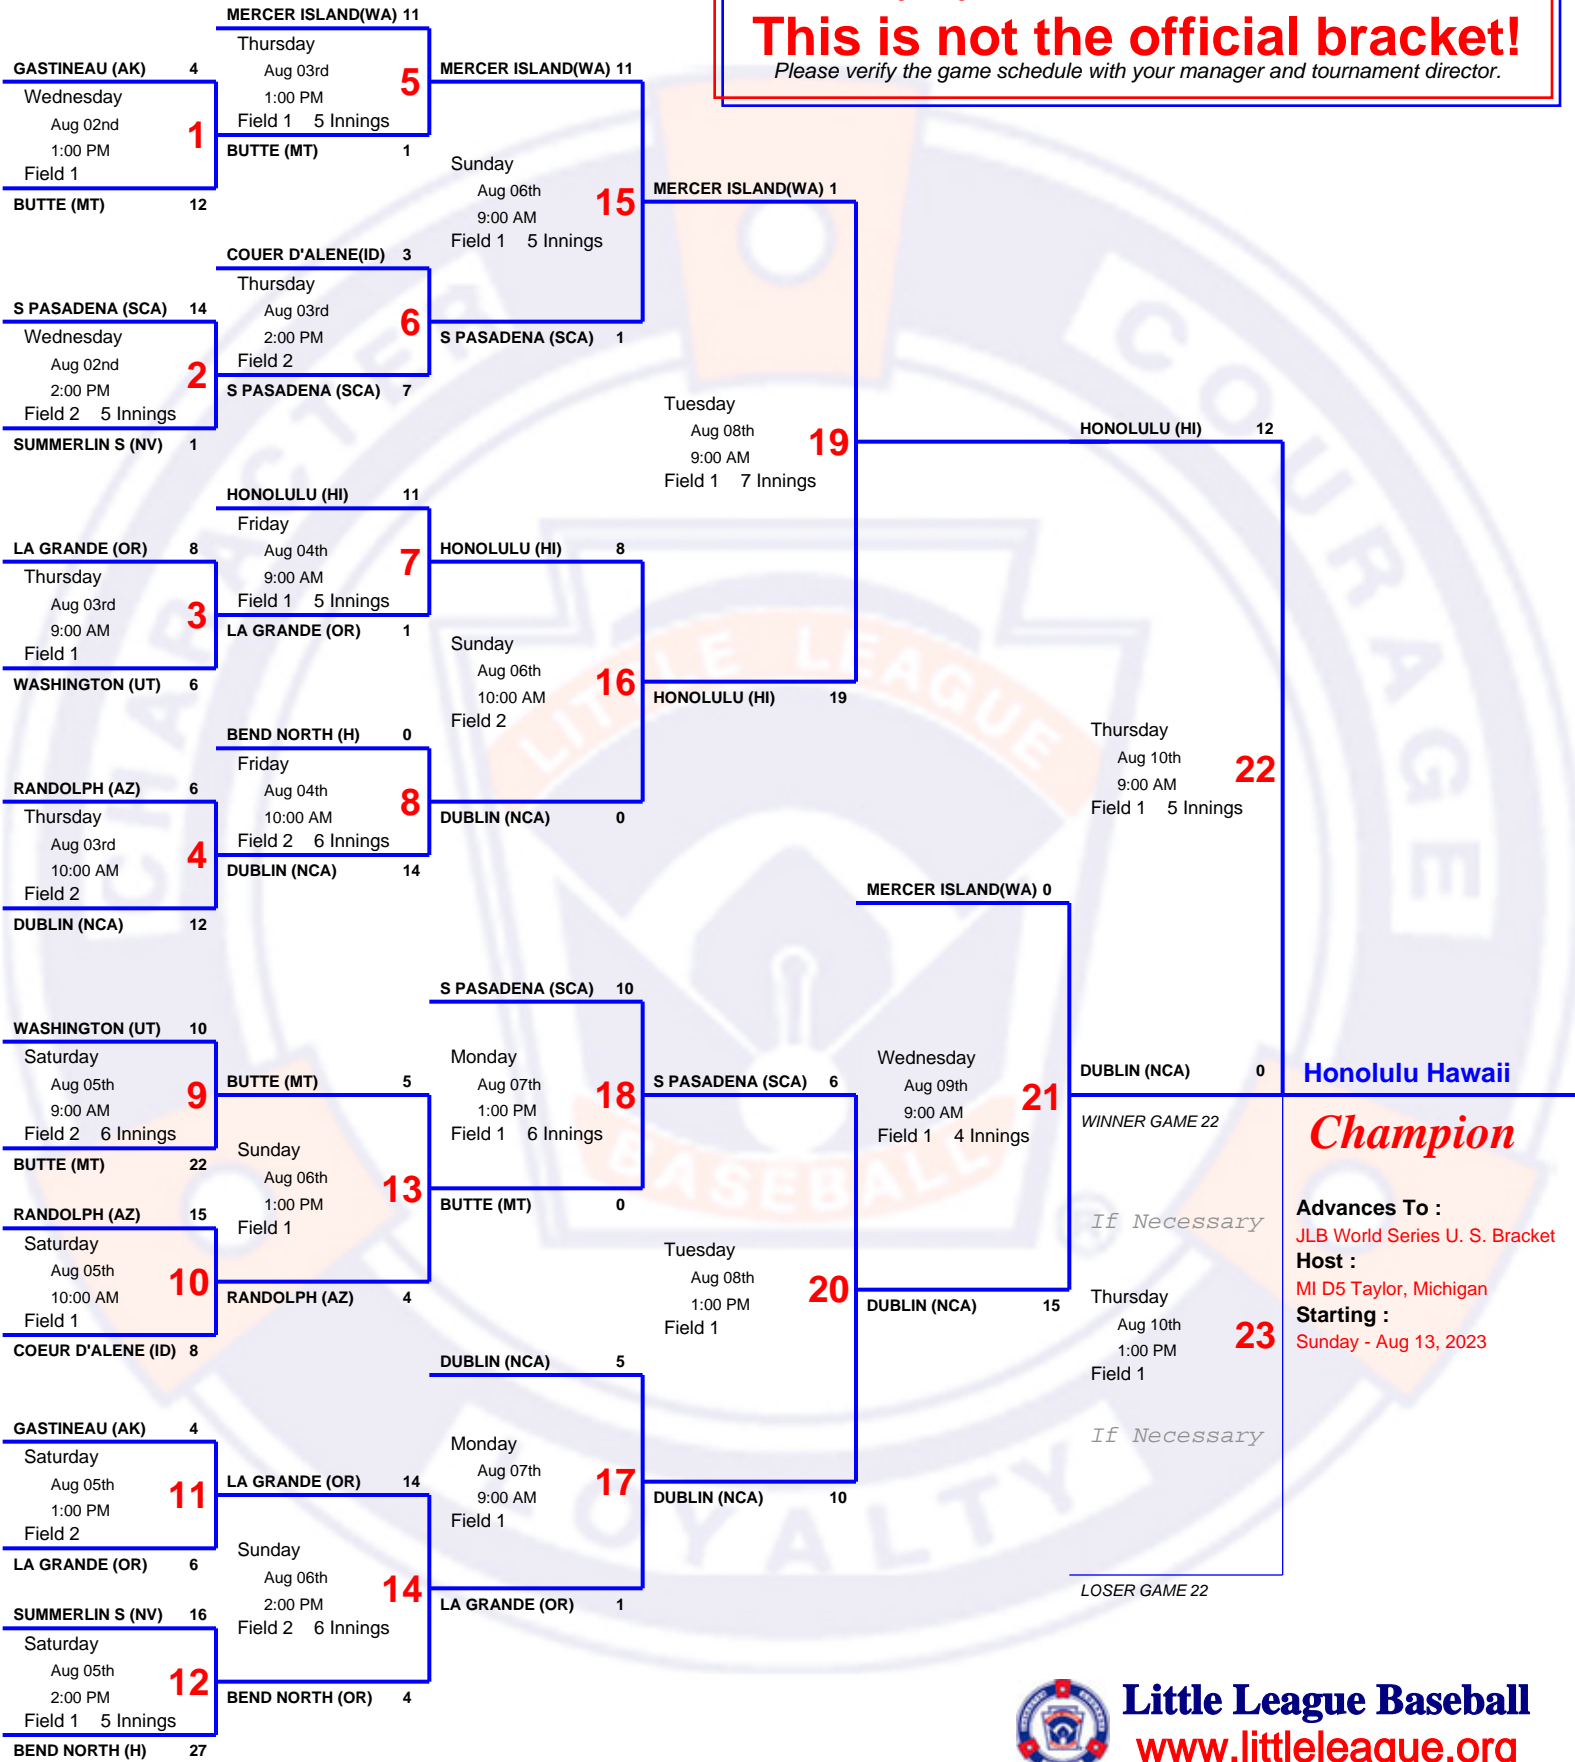 This is not the official bracket!
Please verify the game schedule with your manager and tournament director.
MERCER ISLAND(WA) 11
Thursday
Aug 03rd
1:00 PM
Field 1 5 Innings
5
BUTTE (MT) 1
GASTINEAU (AK) 4
Wednesday
Aug 02nd
1:00 PM
Field 1
1
BUTTE (MT) 12
MERCER ISLAND(WA) 11
Sunday
Aug 06th
9:00 AM
Field 1 5 Innings
15
S PASADENA (SCA) 1
COUER D'ALENE(ID) 3
Thursday
Aug 03rd
2:00 PM
Field 2
6
S PASADENA (SCA) 7
S PASADENA (SCA) 14
Wednesday
Aug 02nd
2:00 PM
Field 2 5 Innings
2
SUMMERLIN S (NV) 1
MERCER ISLAND(WA) 1
Tuesday
Aug 08th
9:00 AM
Field 1 7 Innings
19
HONOLULU (HI) 19
HONOLULU (HI) 11
Friday
Aug 04th
9:00 AM
Field 1 5 Innings
7
LA GRANDE (OR) 1
LA GRANDE (OR) 8
Thursday
Aug 03rd
9:00 AM
Field 1
3
WASHINGTON (UT) 6
HONOLULU (HI) 8
Sunday
Aug 06th
10:00 AM
Field 2
16
DUBLIN (NCA) 0
BEND NORTH (H) 0
Friday
Aug 04th
10:00 AM
Field 2 6 Innings
8
DUBLIN (NCA) 14
RANDOLPH (AZ) 6
Thursday
Aug 03rd
10:00 AM
Field 2
4
DUBLIN (NCA) 12
HONOLULU (HI) 12
Thursday
Aug 10th
9:00 AM
Field 1 5 Innings
22
DUBLIN (NCA) 0
WINNER GAME 22
MERCER ISLAND(WA) 0
Wednesday
Aug 09th
9:00 AM
Field 1 4 Innings
21
DUBLIN (NCA) 15
S PASADENA (SCA) 10
Monday
Aug 07th
1:00 PM
Field 1 6 Innings
18
BUTTE (MT) 0
WASHINGTON (UT) 10
Saturday
Aug 05th
9:00 AM
Field 2 6 Innings
9
BUTTE (MT) 22
BUTTE (MT) 5
Sunday
Aug 06th
1:00 PM
Field 1
13
RANDOLPH (AZ) 4
RANDOLPH (AZ) 15
Saturday
Aug 05th
10:00 AM
Field 1
10
COEUR D'ALENE (ID) 8
S PASADENA (SCA) 6
Tuesday
Aug 08th
1:00 PM
Field 1
20
DUBLIN (NCA) 10
DUBLIN (NCA) 5
Monday
Aug 07th
9:00 AM
Field 1
17
LA GRANDE (OR) 1
GASTINEAU (AK) 4
Saturday
Aug 05th
1:00 PM
Field 2
11
LA GRANDE (OR) 6
LA GRANDE (OR) 14
Sunday
Aug 06th
2:00 PM
Field 2 6 Innings
14
BEND NORTH (OR) 4
SUMMERLIN S (NV) 16
Saturday
Aug 05th
2:00 PM
Field 1 5 Innings
12
BEND NORTH (H) 27
If Necessary
Thursday
Aug 10th
1:00 PM
Field 1
23
If Necessary
LOSER GAME 22
Honolulu Hawaii
Champion
Advances To :
JLB World Series U. S. Bracket
Host :
MI D5 Taylor, Michigan
Starting :
Sunday - Aug 13, 2023
CHARACTER
COURAGE
LOYALTY
LITTLE LEAGUE
BASEBALL
®
Little League Baseball
www.littleleague.org